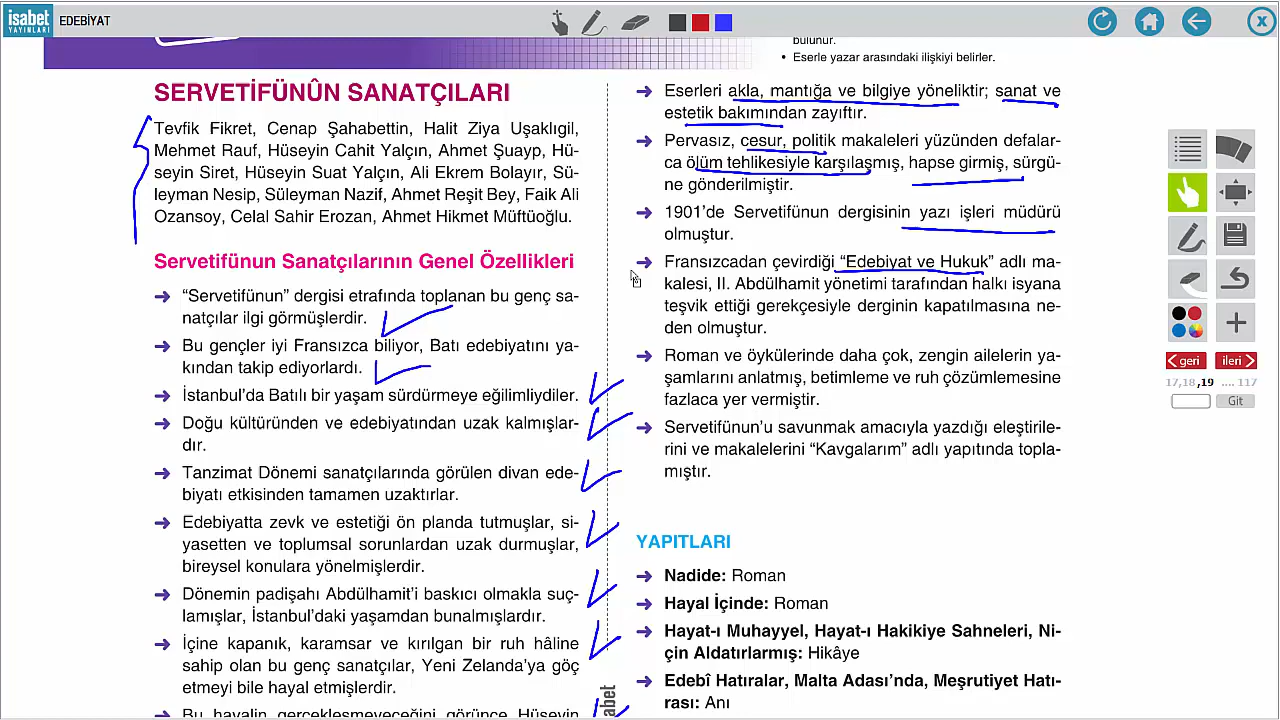 isabet
YAYINLARI
EDEBİYAT
SERVETİFÜNÛN SANATÇILARI
Tevfik Fikret, Cenap Şahabettin, Halit Ziya Uşaklıgil,
Mehmet Rauf, Hüseyin Cahit Yalçın, Ahmet Şuayp, Hü-
seyin Siret, Hüseyin Suat Yalçın, Ali Ekrem Bolayır, Sü-
leyman Nesip, Süleyman Nazif, Ahmet Reşit Bey, Faik Ali
Ozansoy, Celal Sahir Erozan, Ahmet Hikmet Müftüoğlu.
Servetifünun Sanatçılarının Genel Özellikleri
➔ “Servetifünun” dergisi etrafında toplanan bu genç sa-
natçılar ilgi görmüşlerdir.
➔ Bu gençler iyi Fransızca biliyor, Batı edebiyatını ya-
kından takip ediyorlardı.
➔ İstanbul’da Batılı bir yaşam sürdürmeye eğilimliydiler.
➔ Doğu kültüründen ve edebiyatından uzak kalmışlar-
dır.
➔ Tanzimat Dönemi sanatçılarında görülen divan ede-
biyatı etkisinden tamamen uzaktırlar.
➔ Edebiyatta zevk ve estetiği ön planda tutmuşlar, si-
yasetten ve toplumsal sorunlardan uzak durmuşlar,
bireysel konulara yönelmişlerdir.
➔ Dönemin padişahı Abdülhamit’i baskıcı olmakla suç-
lamışlar, İstanbul’daki yaşamdan bunalmışlardır.
➔ İçine kapanık, karamsar ve kırılgan bir ruh hâline
sahip olan bu genç sanatçılar, Yeni Zelanda’ya göç
etmeyi bile hayal etmişlerdir.
➔ Bu hayalin gerçekleşmeyeceğini görünce Hüseyin
isabet
bulunur.
• Eserle yazar arasındaki ilişkiyi belirler.
➔ Eserleri akla, mantığa ve bilgiye yöneliktir; sanat ve
estetik bakımından zayıftır.
➔ Pervasız, cesur, politik makaleleri yüzünden defalar-
ca ölüm tehlikesiyle karşılaşmış, hapse girmiş, sürgü-
ne gönderilmiştir.
➔ 1901’de Servetifünun dergisinin yazı işleri müdürü
olmuştur.
➔ Fransızcadan çevirdiği “Edebiyat ve Hukuk” adlı ma-
kalesi, II. Abdülhamit yönetimi tarafından halkı isyana
teşvik ettiği gerekçesiyle derginin kapatılmasına ne-
den olmuştur.
➔ Roman ve öykülerinde daha çok, zengin ailelerin ya-
şamlarını anlatmış, betimleme ve ruh çözümlemesine
fazlaca yer vermiştir.
➔ Servetifünun’u savunmak amacıyla yazdığı eleştirile-
rini ve makalelerini “Kavgalarım” adlı yapıtında topla-
mıştır.
YAPITLARI
➔ Nadide: Roman
➔ Hayal İçinde: Roman
➔ Hayat-ı Muhayyel, Hayat-ı Hakikiye Sahneleri, Ni-
çin Aldatırlarmış: Hikâye
➔ Edebî Hatıralar, Malta Adası’nda, Meşrutiyet Hatı-
rası: Anı
geri
ileri
17,18,19 .... 117
Git